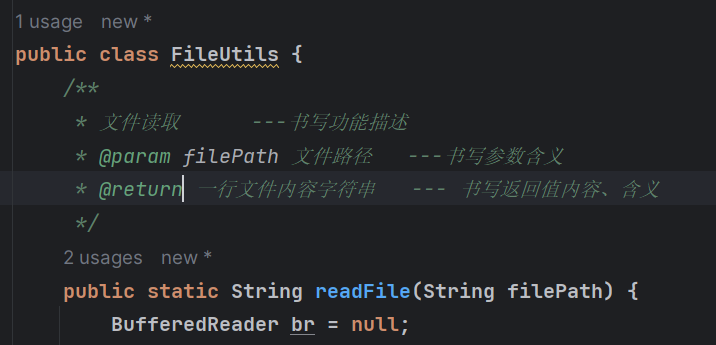 1 usage new *
public class FileUtils {
/**
* 文件读取 ---书写功能描述
* @param filePath 文件路径 ---书写参数含义
* @return 一行文件内容字符串 --- 书写返回值内容、含义
*/
2 usages new *
public static String readFile(String filePath) {
BufferedReader br = null;